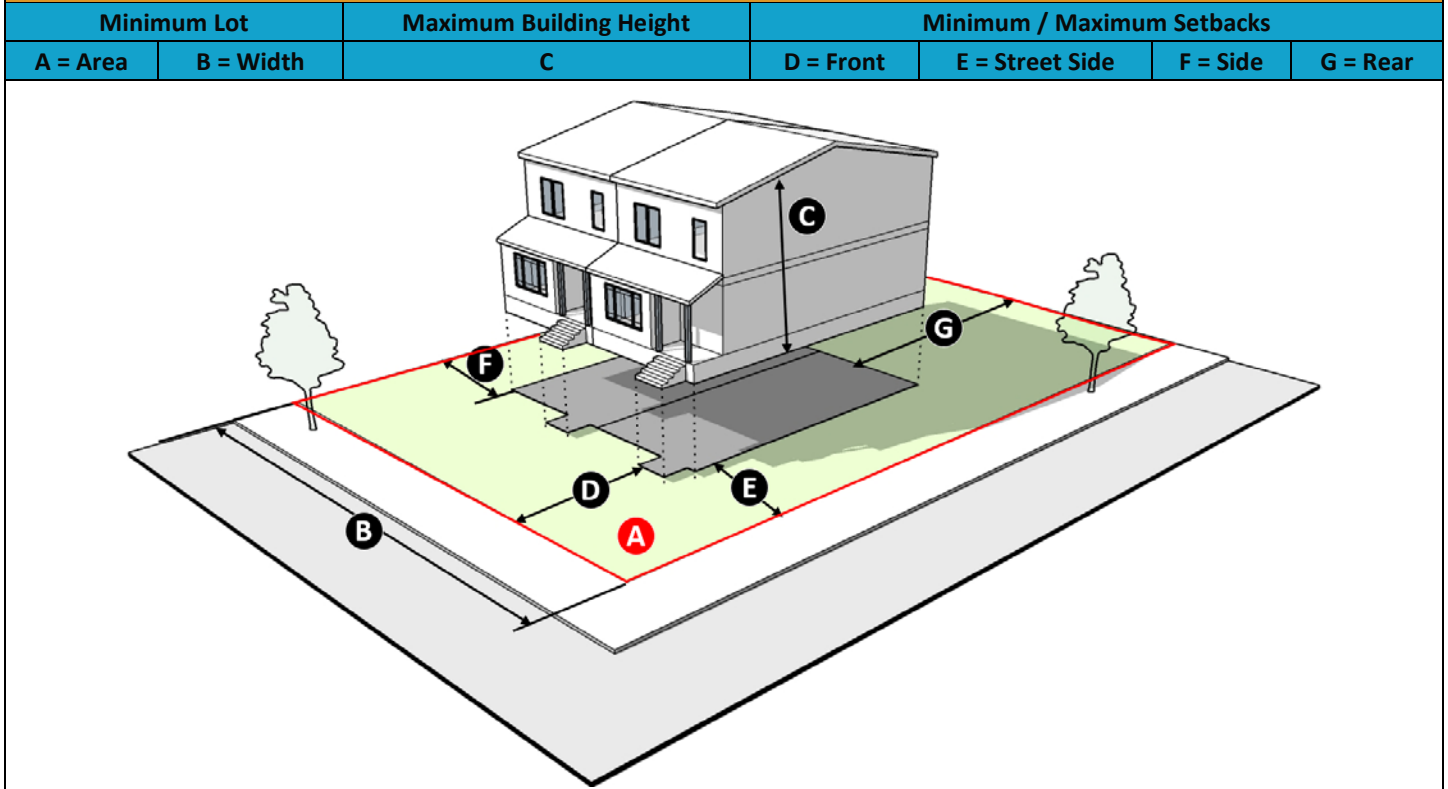 Minimum Lot Maximum Building Height Minimum / Maximum Setbacks
A = Area B = Width C D = Front E = Street Side F = Side G = Rear
C
G
F
D
E
B
A